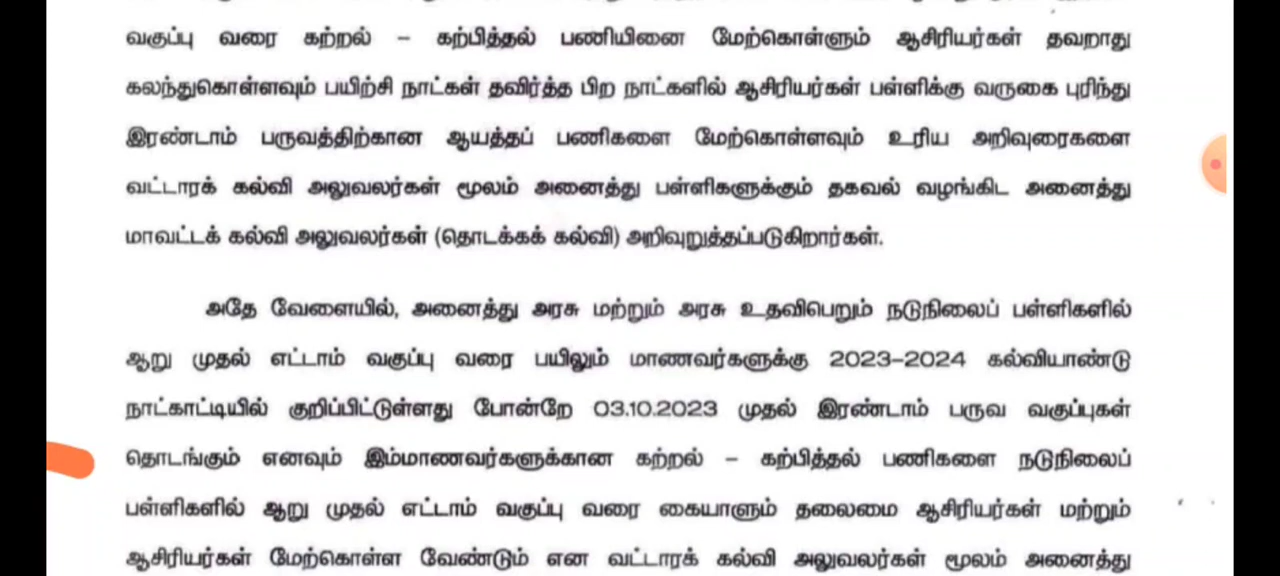 வகுப்பு வரை கற்றல் – கற்பித்தல் பணியினை மேற்கொள்ளும் ஆசிரியர்கள் தவறாது
கலந்துகொள்ளவும் பயிற்சி நாட்கள் தவிர்த்த பிற நாட்களில் ஆசிரியர்கள் பள்ளிக்கு வருகை புரிந்து
இரண்டாம் பருவத்திற்கான ஆயத்தப் பணிகளை மேற்கொள்ளவும் உரிய அறிவுரைகளை
வட்டாரக் கல்வி அலுவலர்கள் மூலம் அனைத்து பள்ளிகளுக்கும் தகவல் வழங்கிட அனைத்து
மாவட்டக் கல்வி அலுவலர்கள் (தொடக்கக் கல்வி) அறிவுறுத்தப்படுகிறார்கள்.
அதே வேளையில், அனைத்து அரசு மற்றும் அரசு உதவிபெறும் நடுநிலைப் பள்ளிகளில்
ஆறு முதல் எட்டாம் வகுப்பு வரை பயிலும் மாணவர்களுக்கு 2023–2024 கல்வியாண்டு
நாட்காட்டியில் குறிப்பிட்டுள்ளது போன்றே 03.10.2023 முதல் இரண்டாம் பருவ வகுப்புகள்
தொடங்கும் எனவும் இம்மாணவர்களுக்கான கற்றல் – கற்பித்தல் பணிகளை நடுநிலைப்
பள்ளிகளில் ஆறு முதல் எட்டாம் வகுப்பு வரை கையாளும் தலைமை ஆசிரியர்கள் மற்றும்
ஆசிரியர்கள் மேற்கொள்ள வேண்டும் என வட்டாரக் கல்வி அலுவலர்கள் மூலம் அனைத்து